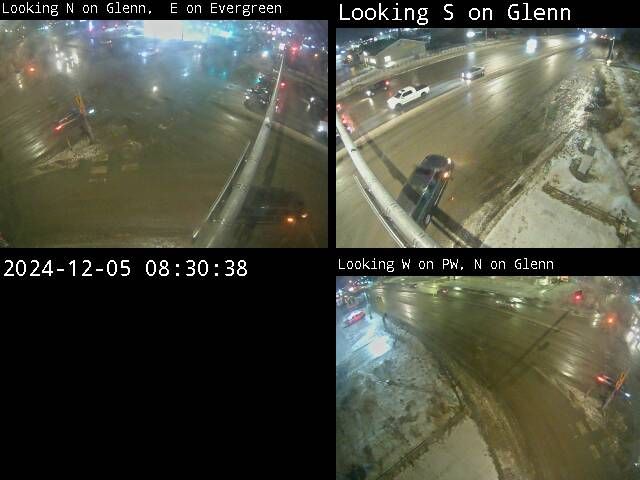 Looking N on Glenn,  E on Evergreen
Looking S on Glenn
2024-12-05 08:30:38
Looking W on PW, N on Glenn